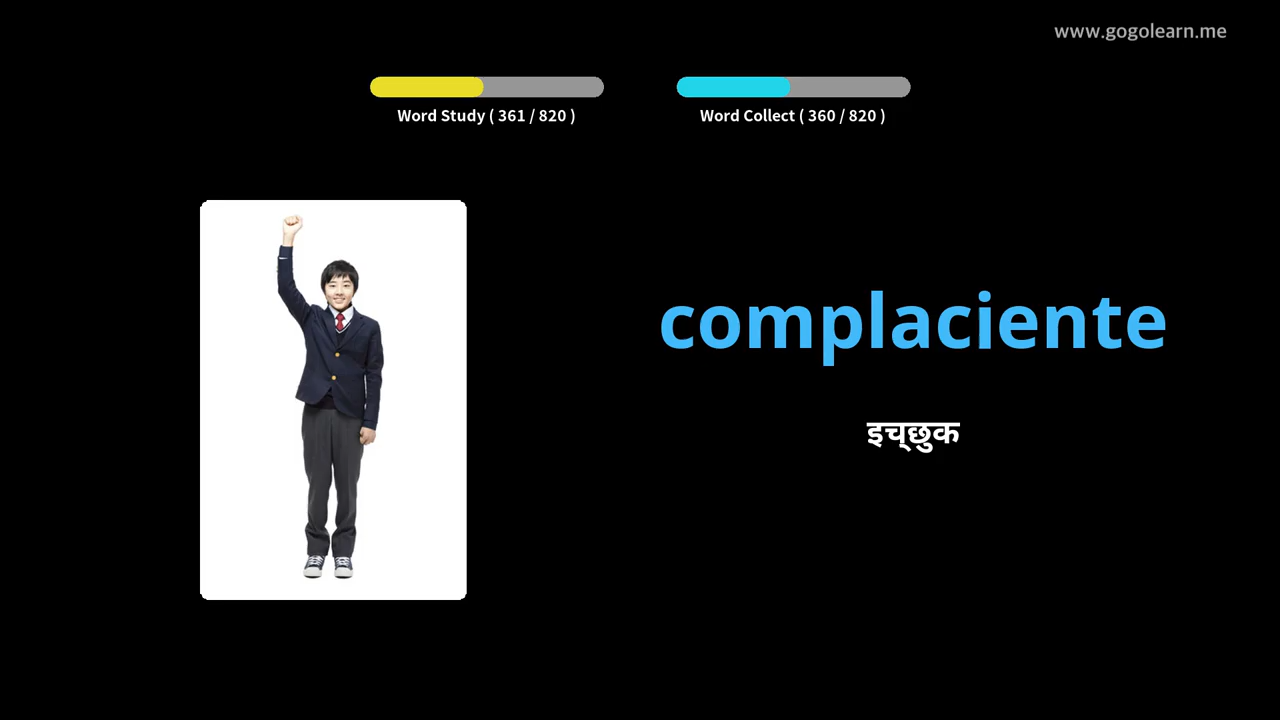 www.gogolearn.me
Word Study ( 361 / 820 )
Word Collect ( 360 / 820 )
complaciente
इच्छुक